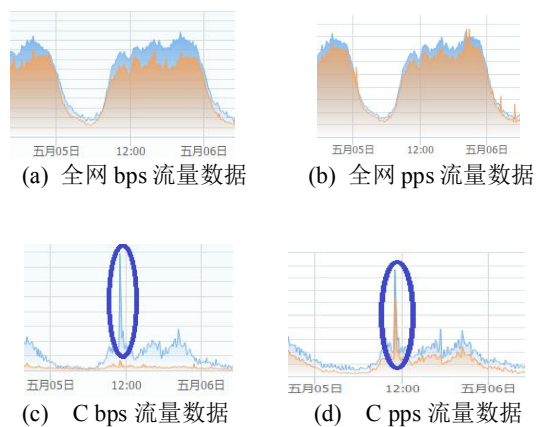 五月05日 12:00 五月06日
五月05日 12:00 五月06日
(a) 全网 bps 流量数据
(b) 全网 pps 流量数据
五月05日 12:00 五月06日
五月05日 12:00 五月06日
(c) C bps 流量数据
(d) C pps 流量数据